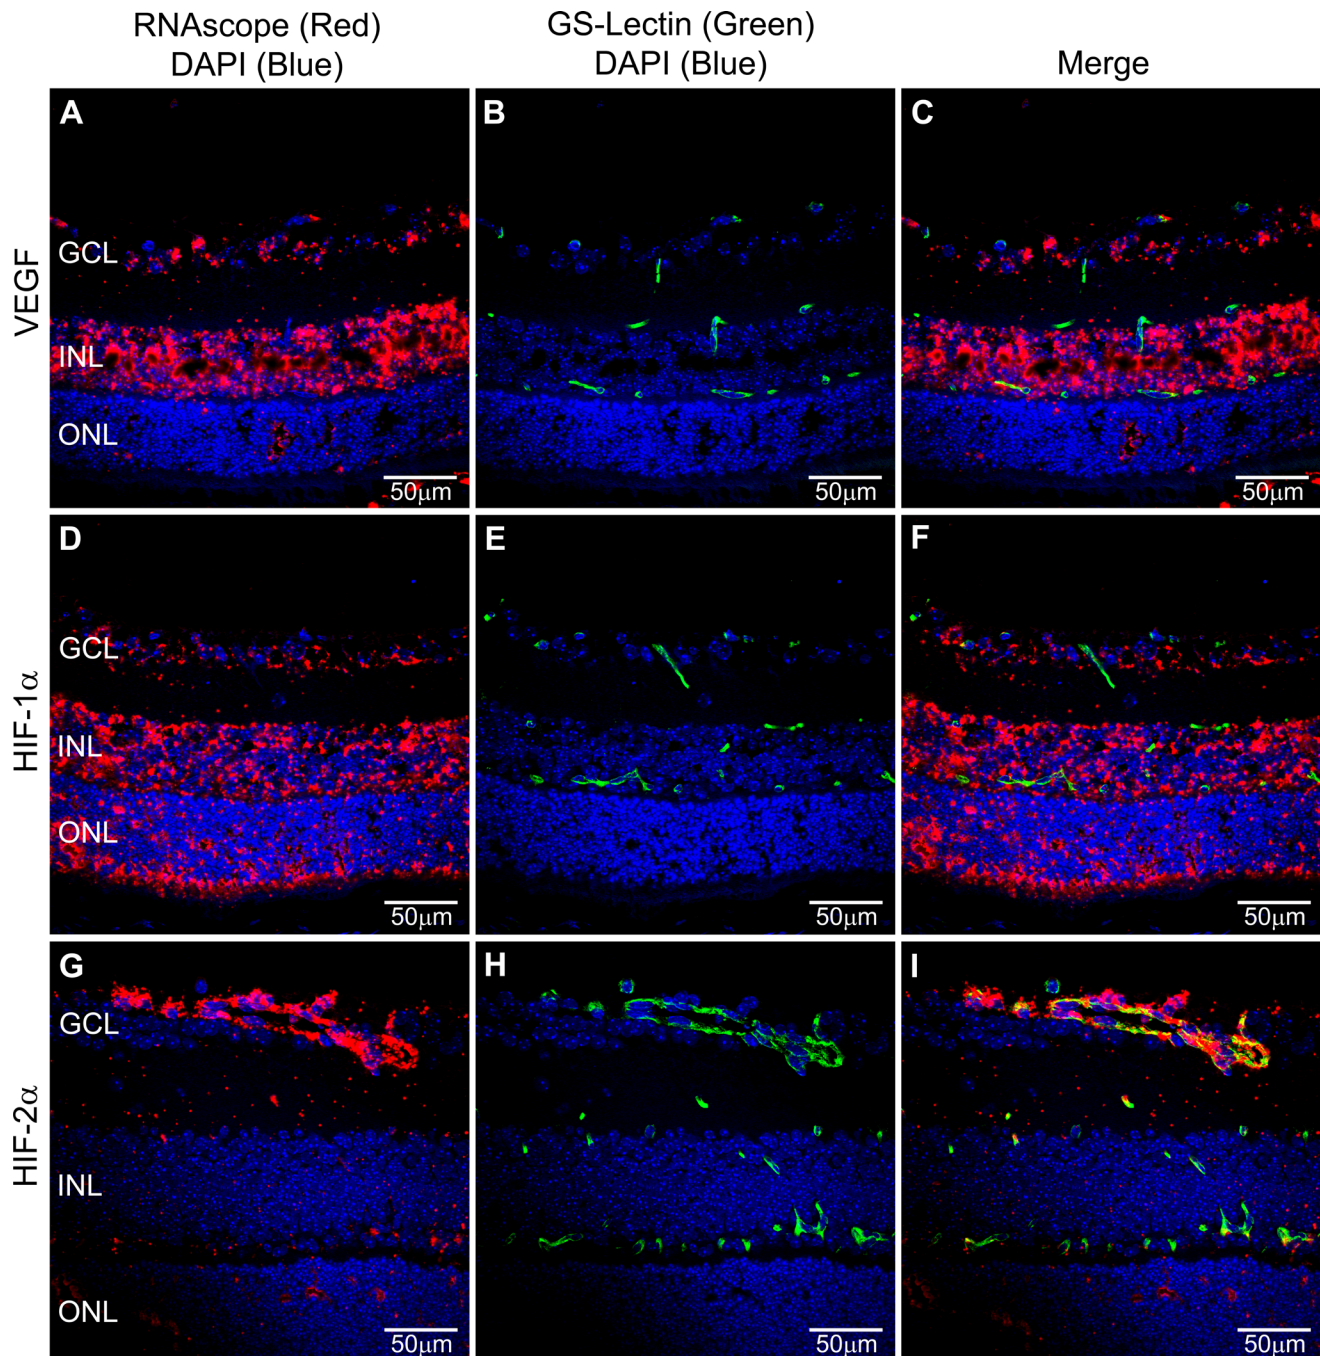 RNAscope (Red)
DAPI (Blue)
GS-Lectin (Green)
DAPI (Blue)
Merge
VEGF
A
GCL
INL
ONL
50μm
B
50μm
C
50μm
HIF-1α
D
GCL
INL
ONL
50μm
E
50μm
F
50μm
HIF-2α
G
GCL
INL
ONL
50μm
H
50μm
I
50μm